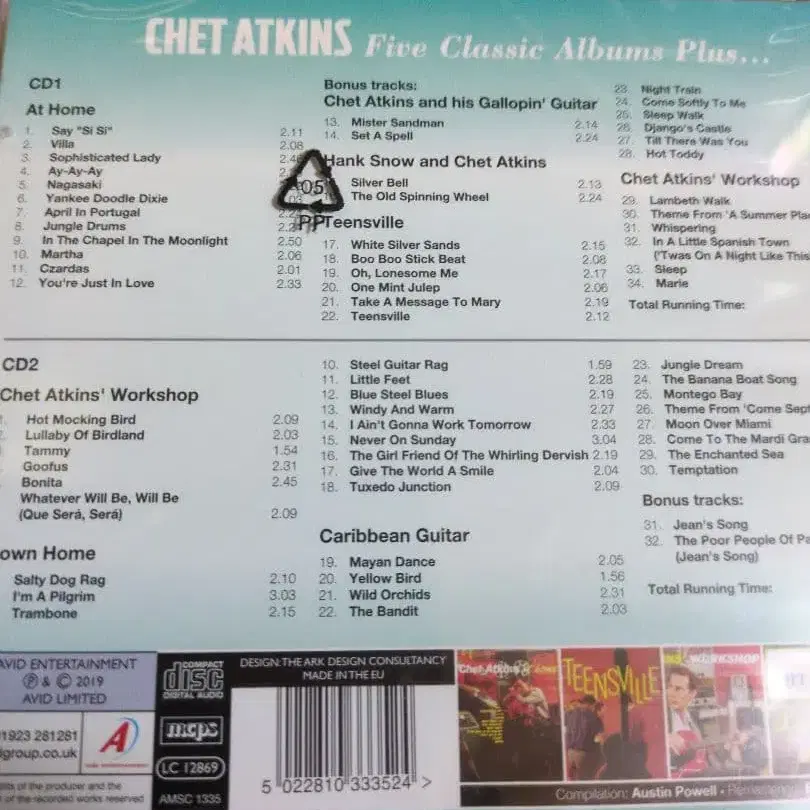 CHET ATKINS Five Classic Albums Plus...
CD1
At Home
1. Say "Si Si" 2.11
2. Villa 2.08
3. Sophisticated Lady
4. Ay-Ay-Ay
5. Nagasaki
6. Yankee Doodle Dixie
7. April In Portugal
8. Jungle Drums
9. In The Chapel In The Moonlight 2.50
10. Martha 2.06
11. Czardas 2.01
12. You're Just In Love 2.33
Bonus tracks:
Chet Atkins and his Gallopin' Guitar
13. Mister Sandman 2.14
14. Set A Spell 2.24
Hank Snow and Chet Atkins
Silver Bell 2.13
The Old Spinning Wheel 2.24
05
PP
Teensville
17. White Silver Sands 2.15
18. Boo Boo Stick Beat 2.08
19. Oh, Lonesome Me 2.17
20. One Mint Julep 2.06
21. Take A Message To Mary 2.19
22. Teensville 2.12
23. Night Train
24. Come Softly To Me
25. Sleep Walk
26. Django's Castle
27. Till There Was You
28. Hot Toddy
Chet Atkins' Workshop
29. Lambeth Walk
30. Theme From 'A Summer Pla
31. Whispering
32. In A Little Spanish Town
('Twas On A Night Like This
33. Sleep
34. Marie
Total Running Time:
CD2
Chet Atkins' Workshop
Hot Mocking Bird 2.09
Lullaby Of Birdland 2.03
Tammy 1.54
Goofus 2.31
Bonita 2.45
Whatever Will Be, Will Be
(Que Será, Será) 2.09
own Home
Salty Dog Rag 2.10
I'm A Pilgrim 3.03
Trambone 2.15
10. Steel Guitar Rag 1.59
11. Little Feet 2.28
12. Blue Steel Blues 2.19
13. Windy And Warm 2.27
14. I Ain't Gonna Work Tomorrow 2.33
15. Never On Sunday 3.04
16. The Girl Friend Of The Whirling Dervish 2.19
17. Give The World A Smile 2.04
18. Tuxedo Junction 2.09
Caribbean Guitar
19. Mayan Dance 2.05
20. Yellow Bird 1.56
21. Wild Orchids 2.31
22. The Bandit 2.03
23. Jungle Dream
24. The Banana Boat Song
25. Montego Bay
26. Theme From 'Come Sept
27. Moon Over Miami
28. Come To The Mardi Gra
29. The Enchanted Sea
30. Temptation
Bonus tracks:
31. Jean's Song
32. The Poor People Of Pa
(Jean's Song)
Total Running Time:
AVID ENTERTAINMENT
℗ & © 2019
AVID LIMITED
1923 281281
group.co.uk
of the producer and the
of the recorded works reserved
COMPACT
disc
DIGITAL AUDIO
mcps
LC 12869
AMSC 1335
DESIGN: THE ARK DESIGN CONSULTANCY
MADE IN THE EU
5 022810 333524 >
Chet Atkins
TEENSVILLE
WORKSHOP
Compilation: Austin Powell - Remastering